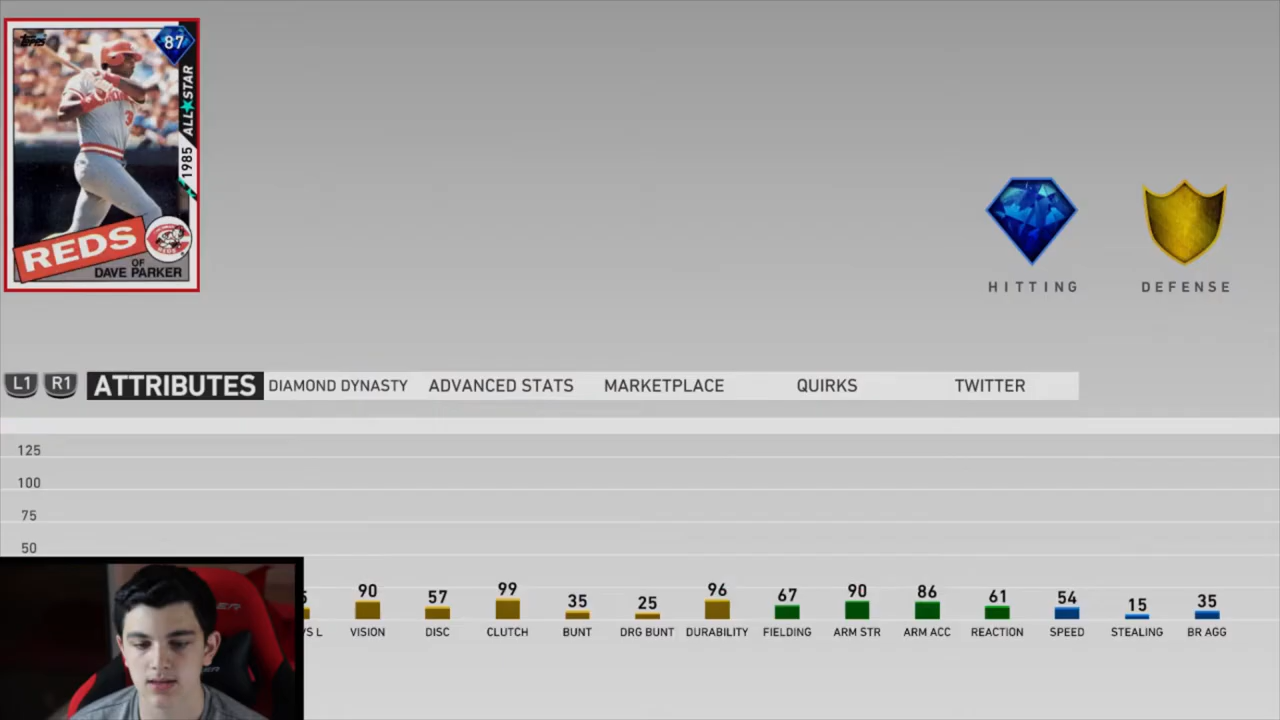 Topps
87
1985 ALL★STAR
REDS
OF
DAVE PARKER
HITTING
DEFENSE
L1 R1 ATTRIBUTES DIAMOND DYNASTY ADVANCED STATS MARKETPLACE QUIRKS TWITTER
125
100
75
50
90 57 99 35 25 96 67 90 86 61 54 15 35
VS L VISION DISC CLUTCH BUNT DRG BUNT DURABILITY FIELDING ARM STR ARM ACC REACTION SPEED STEALING BR AGG